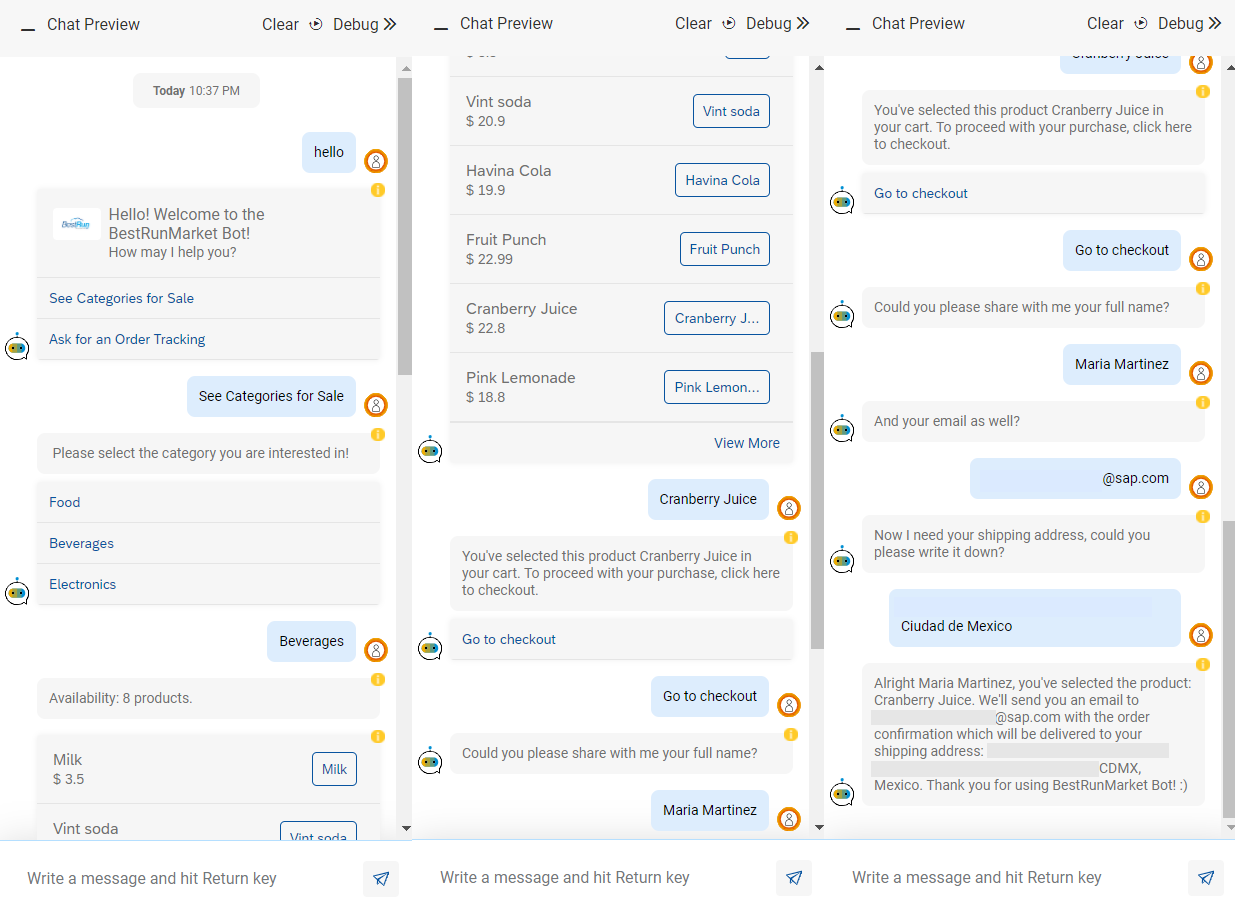 Chat Preview
Clear Debug
Today 10:37 PM
hello
BestRun
Hello! Welcome to the
BestRunMarket Bot!
How may I help you?
See Categories for Sale
Ask for an Order Tracking
See Categories for Sale
Please select the category you are interested in!
Food
Beverages
Electronics
Beverages
Availability: 8 products.
Milk
$ 3.5
Milk
Vint soda
Vint soda
Write a message and hit Return key
Chat Preview
Clear Debug
Vint soda
$ 20.9
Vint soda
Havina Cola
$ 19.9
Havina Cola
Fruit Punch
$ 22.99
Fruit Punch
Cranberry Juice
$ 22.8
Cranberry J...
Pink Lemonade
$ 18.8
Pink Lemon...
View More
Cranberry Juice
You've selected this product Cranberry Juice in
your cart. To proceed with your purchase, click here
to checkout.
Go to checkout
Go to checkout
Could you please share with me your full name?
Maria Martinez
Write a message and hit Return key
Chat Preview
Clear Debug
Cranberry Juice
You've selected this product Cranberry Juice in
your cart. To proceed with your purchase, click here
to checkout.
Go to checkout
Go to checkout
Could you please share with me your full name?
Maria Martinez
And your email as well?
@sap.com
Now I need your shipping address, could you
please write it down?
Ciudad de Mexico
Alright Maria Martinez, you've selected the product:
Cranberry Juice. We'll send you an email to
@sap.com with the order
confirmation which will be delivered to your
shipping address:
CDMX,
Mexico. Thank you for using BestRunMarket Bot! :)
Write a message and hit Return key